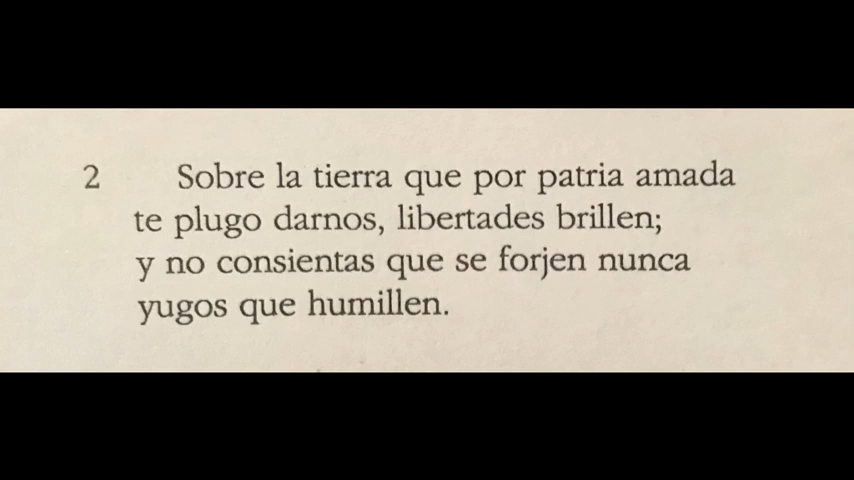 2 Sobre la tierra que por patria amada
te plugo darnos, libertades brillen;
y no consientas que se forjen nunca
yugos que humillen.